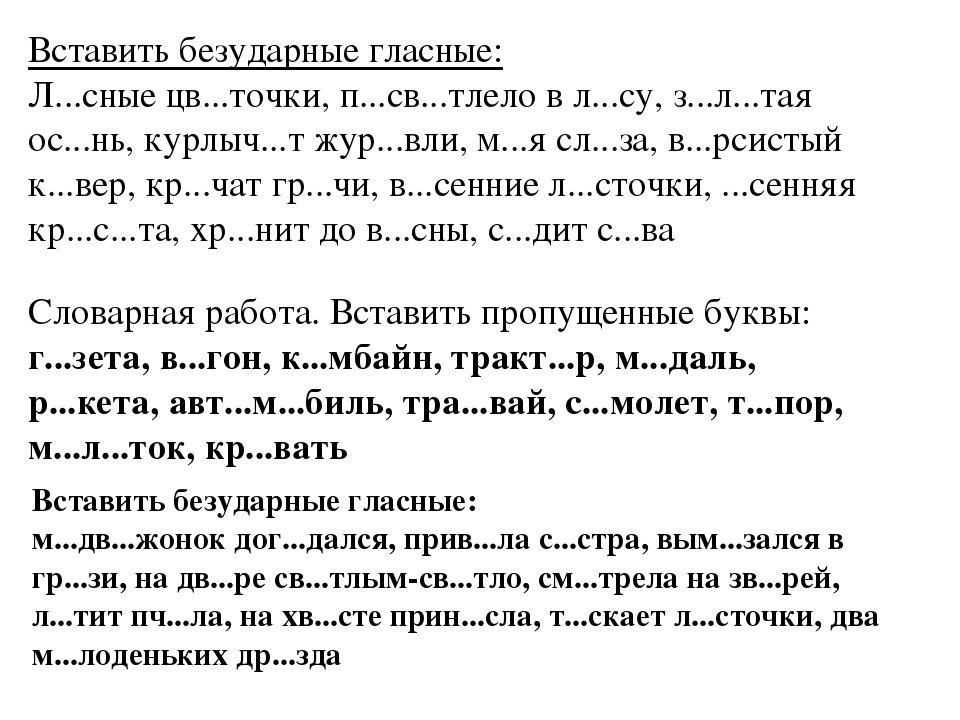 Вставить безударные гласные:
Л...сные цв...точки, п...св...тлело в л...су, з...л...тая
ос...нь, курлыч...т жур...вли, м...я сл...за, в...рсистый
к...вер, кр...чат гр...чи, в...сенние л...сточки, ...сенняя
кр...с...та, хр...нит до в...сны, с...дит с...ва
Словарная работа. Вставить пропущенные буквы:
г...зета, в...гон, к...мбайн, тракт...р, м...даль,
р...кета, авт...м...биль, тра...вай, с...молет, т...пор,
м...л...ток, кр...вать
Вставить безударные гласные:
м...дв...жонок дог...дался, прив...ла с...стра, вым...зался в
гр...зи, на дв...ре св...тлым-св...тло, см...трела на зв...рей,
л...тит пч...ла, на хв...сте прин...сла, т...скает л...сточки, два
м...лоденьких др...зда